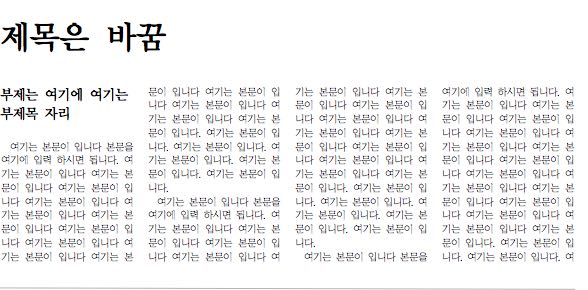 제목은 바꿈
부제는 여기에 여기는
부제목 자리
여기는 본문이 입니다 본문을
여기에 입력 하시면 됩니다. 여
기는 본문이 입니다 여기는 본
문이 입니다 여기는 본문이 입
니다 여기는 본문이 입니다 여
기는 본문이 입니다 여기는 본
문이 입니다 여기는 본문이 입
니다 여기는 본문이 입니다 여
기는 본문이 입니다 여기는 본
문이 입니다 여기는 본문이 입
니다 여기는 본문이 입니다 여
기는 본문이 입니다 여기는 본
문이 입니다. 여기는 본문이 입
니다. 여기는 본문이 입니다. 여
기는 본문이 입니다. 여기는 본
문이 입니다. 여기는 본문이 입
니다.
여기는 본문이 입니다 본문을
여기에 입력 하시면 됩니다. 여
기는 본문이 입니다 여기는 본
문이 입니다 여기는 본문이 입
니다 여기는 본문이 입니다 여
기는 본문이 입니다 여기는 본
문이 입니다 여기는 본문이 입
니다 여기는 본문이 입니다 여
기는 본문이 입니다 여기는 본
문이 입니다. 여기는 본문이 입
니다 여기는 본문이 입니다 여
기는 본문이 입니다 여기는 본
문이 입니다. 여기는 본문이 입
니다. 여기는 본문이 입니다. 여
기는 본문이 입니다. 여기는 본
문이 입니다. 여기는 본문이 입
니다.
여기는 본문이 입니다 본문을
여기에 입력 하시면 됩니다. 여
기는 본문이 입니다 여기는 본
문이 입니다 여기는 본문이 입
니다 여기는 본문이 입니다 여
기는 본문이 입니다 여기는 본
문이 입니다 여기는 본문이 입
니다 여기는 본문이 입니다 여
기는 본문이 입니다 여기는 본
문이 입니다 여기는 본문이 입
니다. 여기는 본문이 입니다. 여
기는 본문이 입니다. 여기는 본
문이 입니다. 여기는 본문이 입
니다. 여기는 본문이 입니다. 여